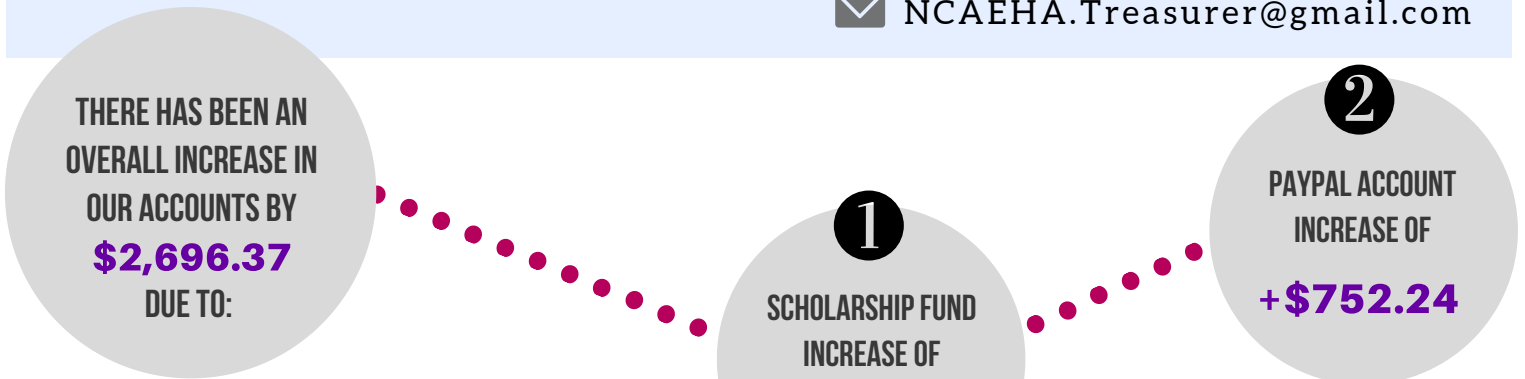 NCAEHA.Treasurer@gmail.com
THERE HAS BEEN AN
OVERALL INCREASE IN
OUR ACCOUNTS BY
$2,696.37
DUE TO:
1
SCHOLARSHIP FUND
INCREASE OF
2
PAYPAL ACCOUNT
INCREASE OF
+$752.24